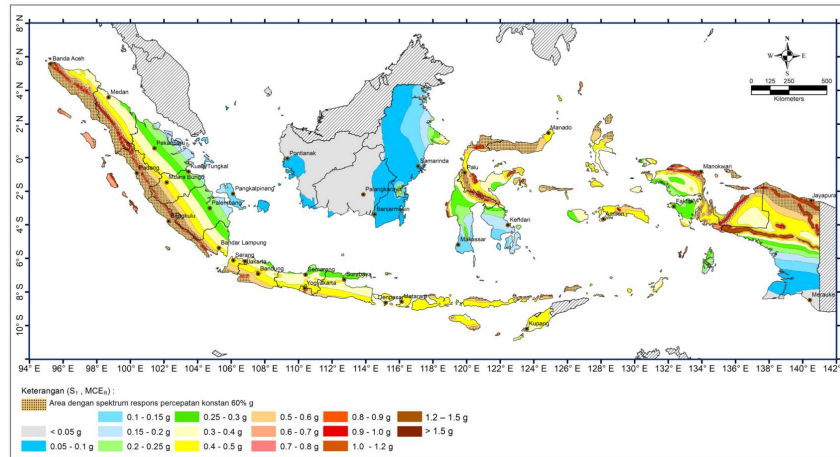 8° N
6° N
4° N
2° N
0°
2° S
4° S
6° S
8° S
10° S
Banda Aceh
Medan
Pekanbaru
Kuala Tungkal
Padang
Muara Bungo
Pangkalpinang
Palembang
Bengkulu
Bandar Lampung
Serang
Jakarta
Bandung
Semarang
Surabaya
Yogyakarta
Denpasar
Mataram
Kupang
Pontianak
Samarinda
Palangkaraya
Banjarmasin
Manado
Palu
Kendari
Makassar
Ambon
Manokwari
Fakfak
Jayapura
Merauke
N
W E
S
0 125 250 500
Kilometers
94° E 96° E 98° E 100° E 102° E 104° E 106° E 108° E 110° E 112° E 114° E 116° E 118° E 120° E 122° E 124° E 126° E 128° E 130° E 132° E 134° E 136° E 138° E 140° E 142° E
Keterangan (S₁ , MCEᵣ) :
Area dengan spektrum respons percepatan konstan 60% g
0.1 - 0.15 g 0.25 - 0.3 g 0.5 - 0.6 g 0.8 - 0.9 g 1.2 – 1.5 g
< 0.05 g 0.15 - 0.2 g 0.3 - 0.4 g 0.6 - 0.7 g 0.9 - 1.0 g > 1.5 g
0.05 - 0.1 g 0.2 - 0.25 g 0.4 - 0.5 g 0.7 - 0.8 g 1.0 - 1.2 g